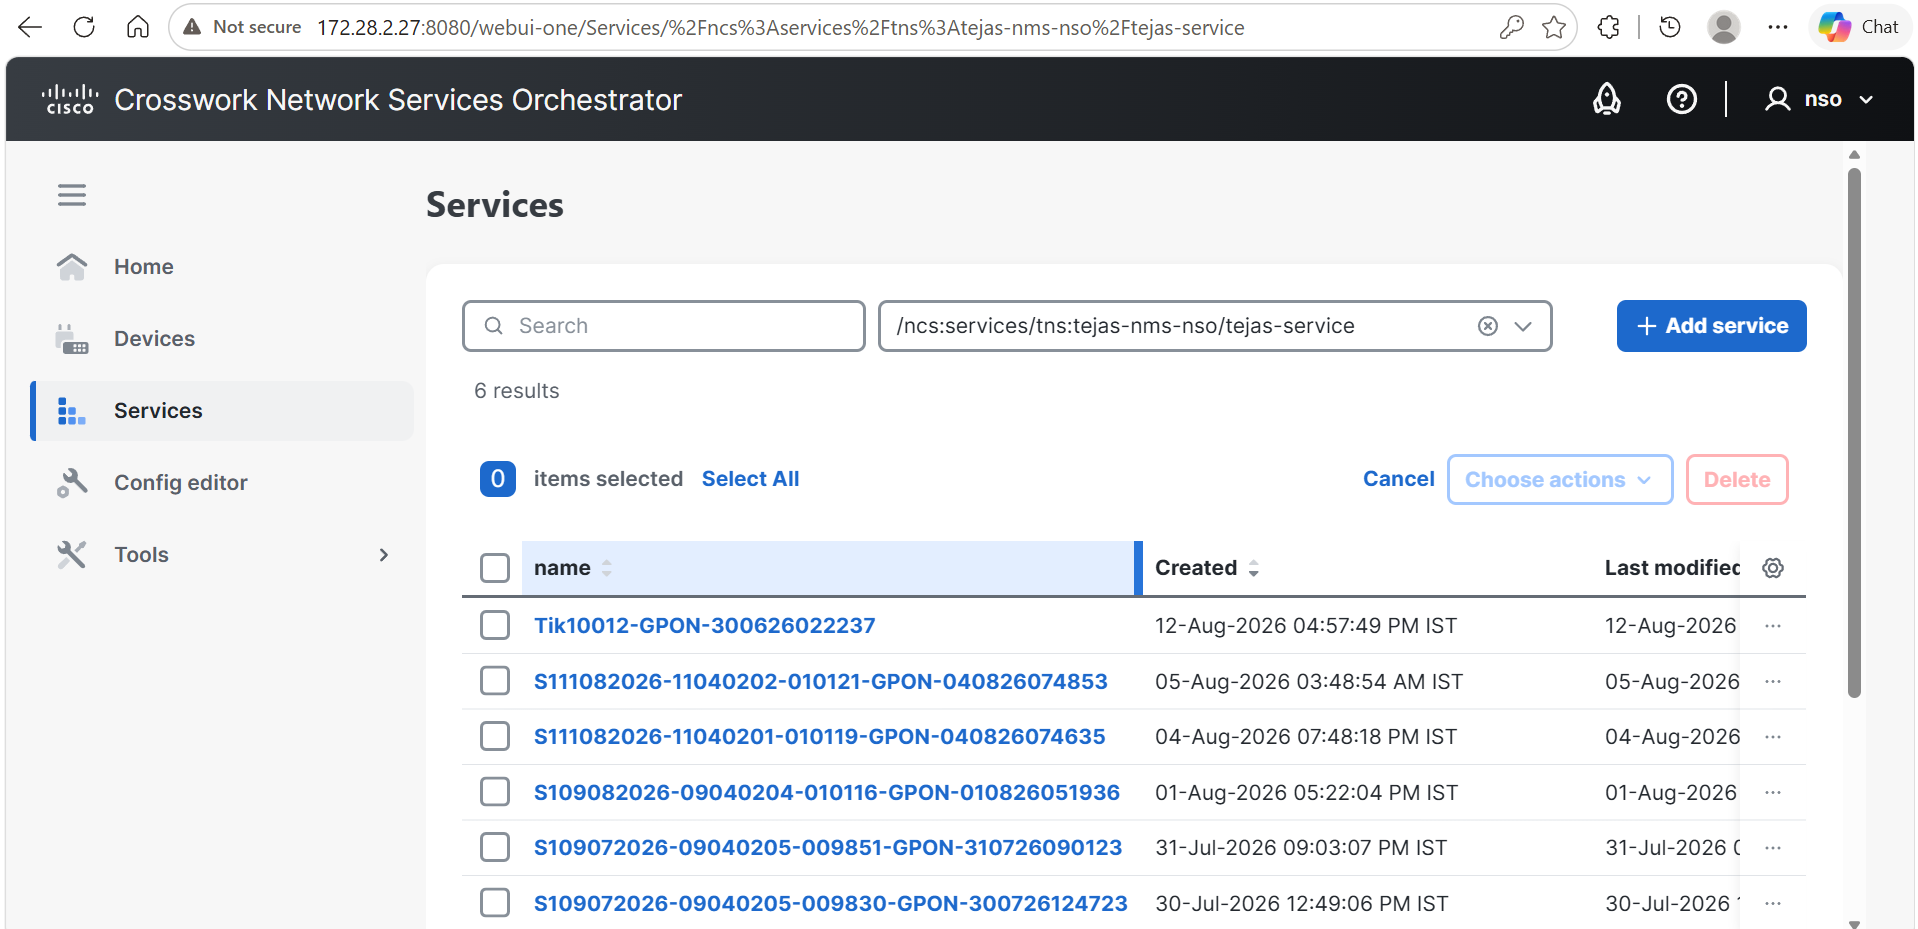 Not secure 172.28.2.27:8080/webui-one/Services/%2Fncs%3Aservices%2Ftns%3Atejas-nms-nso%2Ftejas-service Chat
cisco Crosswork Network Services Orchestrator nso
Services
Home
Devices
Services
Config editor
Tools
Search /ncs:services/tns:tejas-nms-nso/tejas-service + Add service
6 results
0 items selected Select All Cancel Choose actions Delete
name Created Last modified
Tik10012-GPON-300626022237 12-Aug-2026 04:57:49 PM IST 12-Aug-2026
S111082026-11040202-010121-GPON-040826074853 05-Aug-2026 03:48:54 AM IST 05-Aug-2026
S111082026-11040201-010119-GPON-040826074635 04-Aug-2026 07:48:18 PM IST 04-Aug-2026
S109082026-09040204-010116-GPON-010826051936 01-Aug-2026 05:22:04 PM IST 01-Aug-2026
S109072026-09040205-009851-GPON-310726090123 31-Jul-2026 09:03:07 PM IST 31-Jul-2026
S109072026-09040205-009830-GPON-300726124723 30-Jul-2026 12:49:06 PM IST 30-Jul-2026